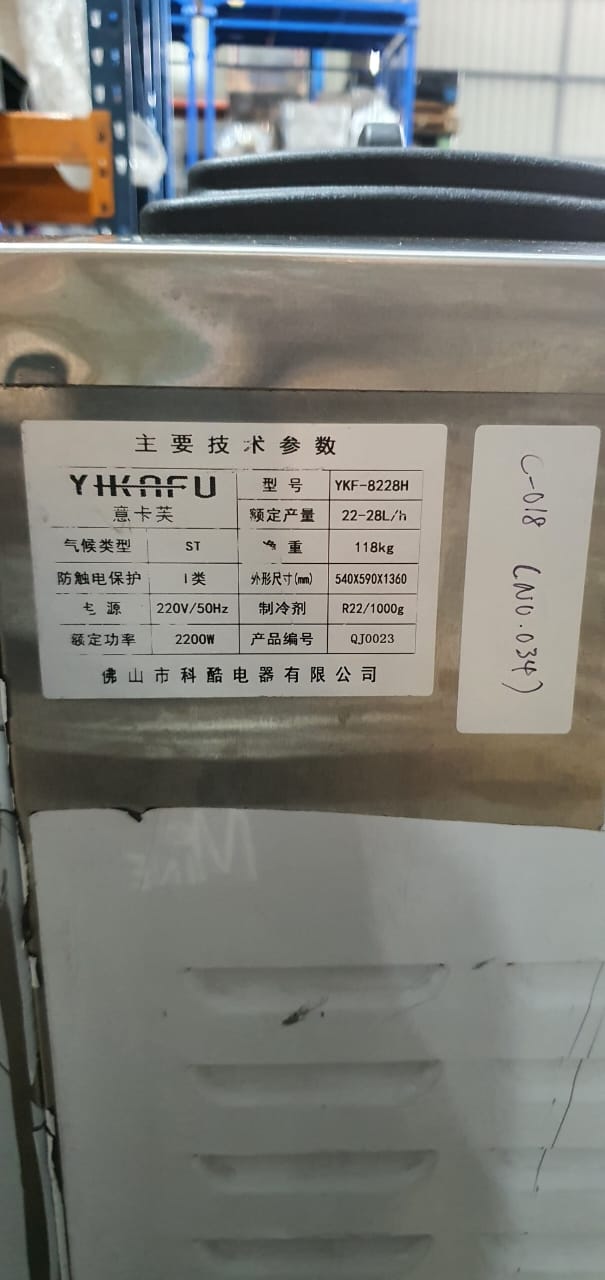 主要技术参数
YIKAFU
意卡芙
型号 YKF-8228H
额定产量 22-28L/h
气候类型 ST 重 118kg
防触电保护 I类 外形尺寸(mm) 540X590X1360
电源 220V/50Hz 制冷剂 R22/1000g
额定功率 2200W 产品编号 QJ0023
佛山市科酷电器有限公司
C-018 (NO.034)